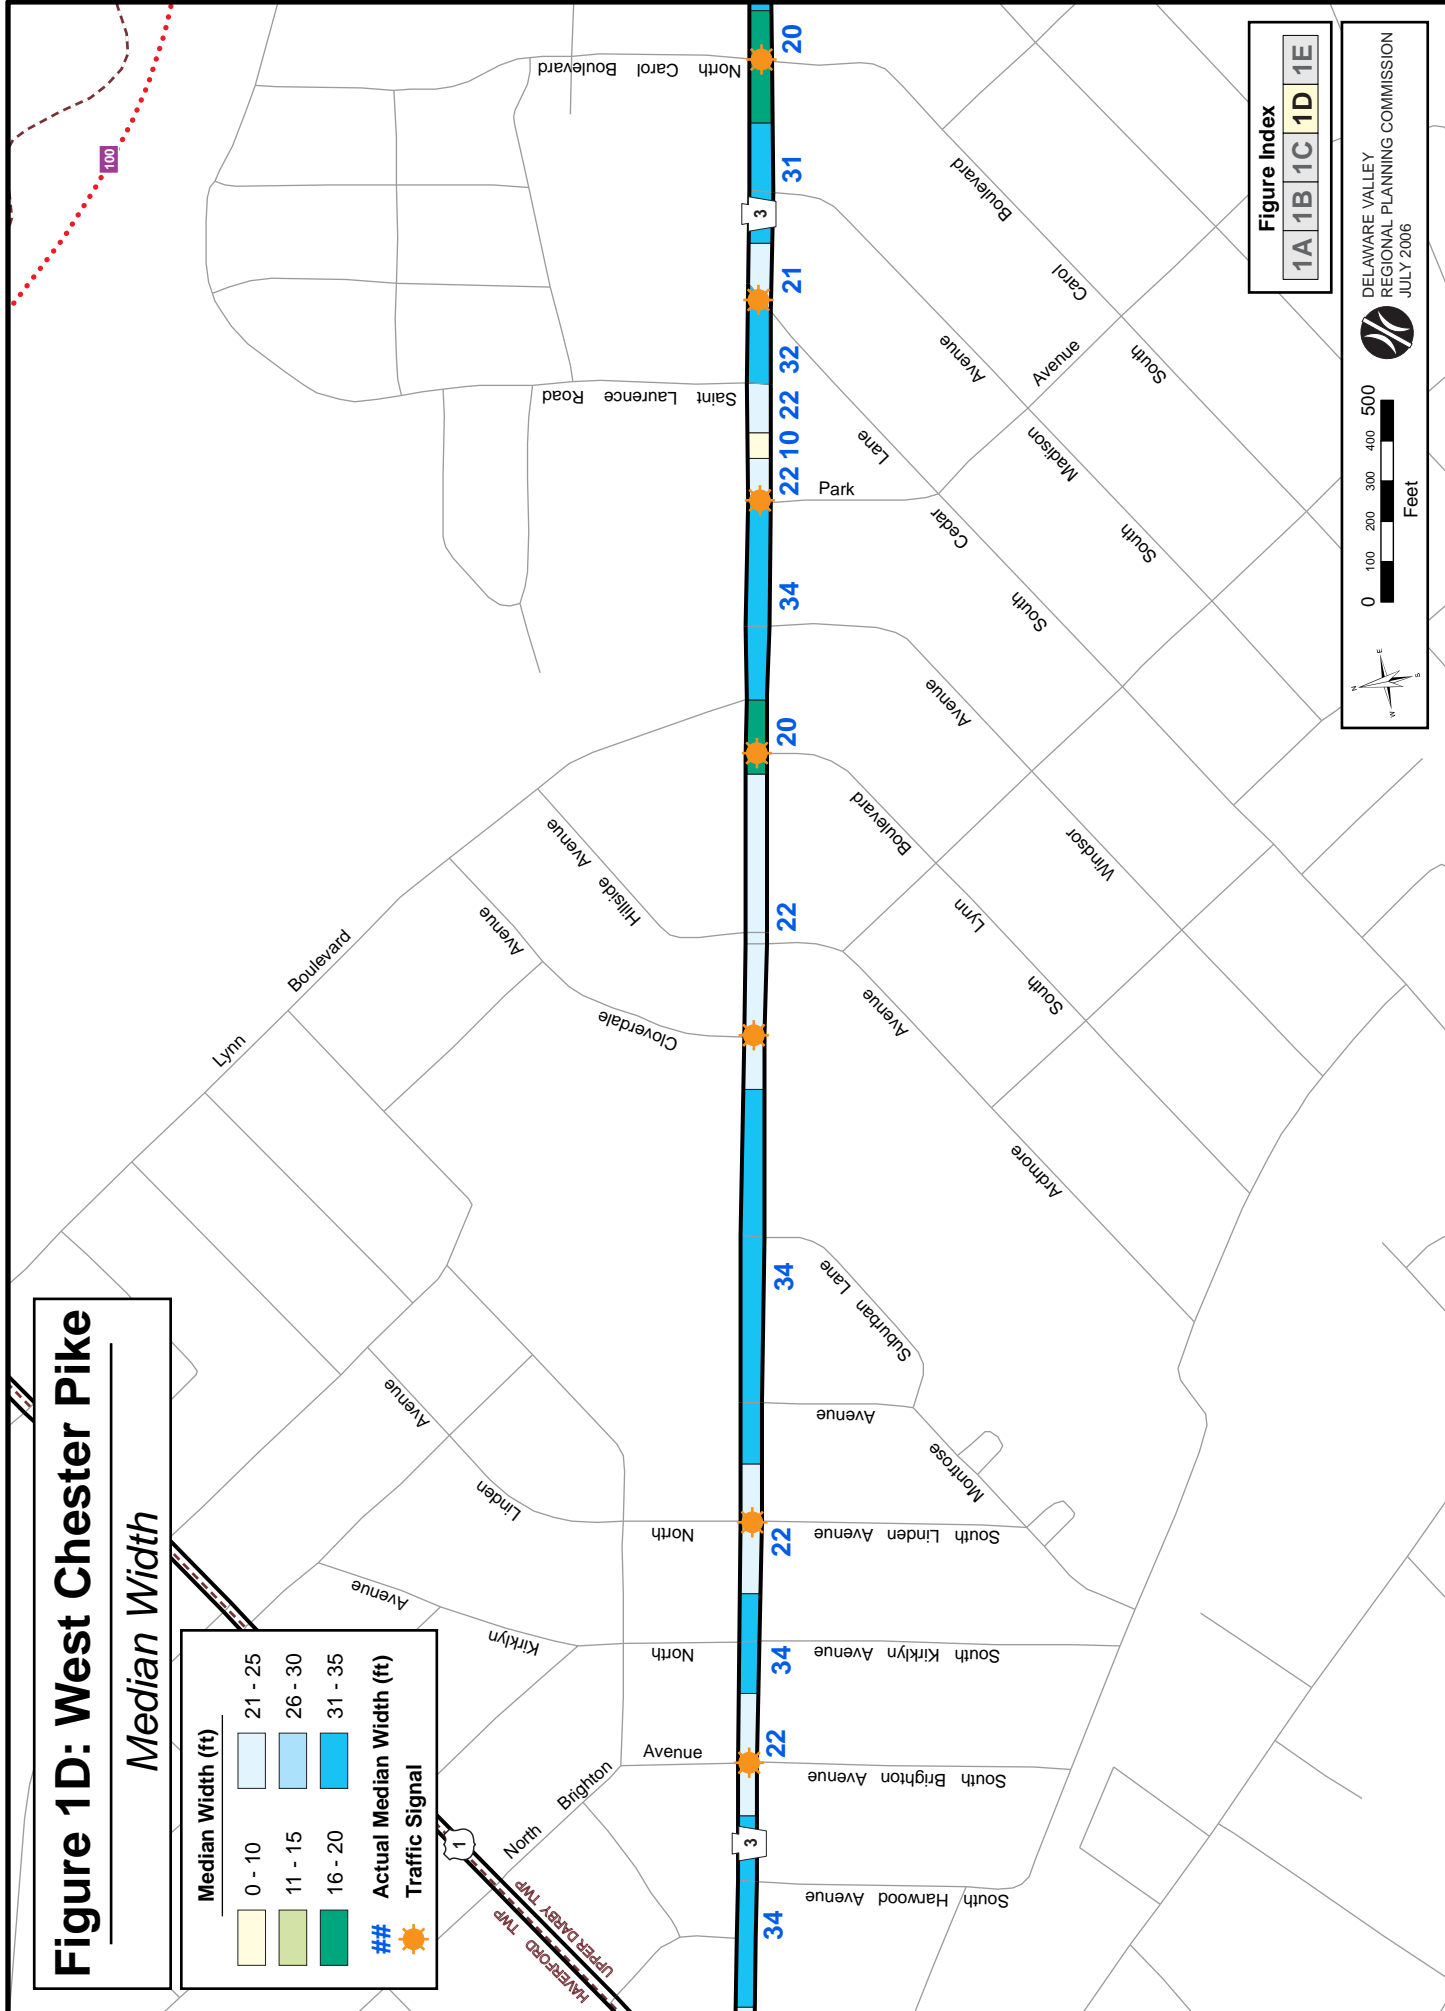 Figure 1D: West Chester Pike
Median Width
Median Width (ft)
0 - 10
21 - 25
11 - 15
26 - 30
16 - 20
31 - 35
## Actual Median Width (ft)
Traffic Signal
1
HAVERFORD TWP
UPPER DARBY TWP
100
Lynn Boulevard
Cloverdale Avenue
Hillside Avenue
North Linden Avenue
North Kirklyn Avenue
North Brighton Avenue
Saint Laurence Road
North Carol Boulevard
3
3
34
22
34
22
34
22
20
34
22
10
22
32
21
31
20
South Harwood Avenue
South Brighton Avenue
South Kirklyn Avenue
South Linden Avenue
Montrose Avenue
Suburban Lane
Ardmore Avenue
South Lynn Boulevard
Windsor Avenue
Park Avenue
South Cedar Lane
South Madison Avenue
South Carol Boulevard
Figure Index
1A 1B 1C 1D 1E
N
E
S
W
0 100 200 300 400 500
Feet
DELAWARE VALLEY
REGIONAL PLANNING COMMISSION
JULY 2006